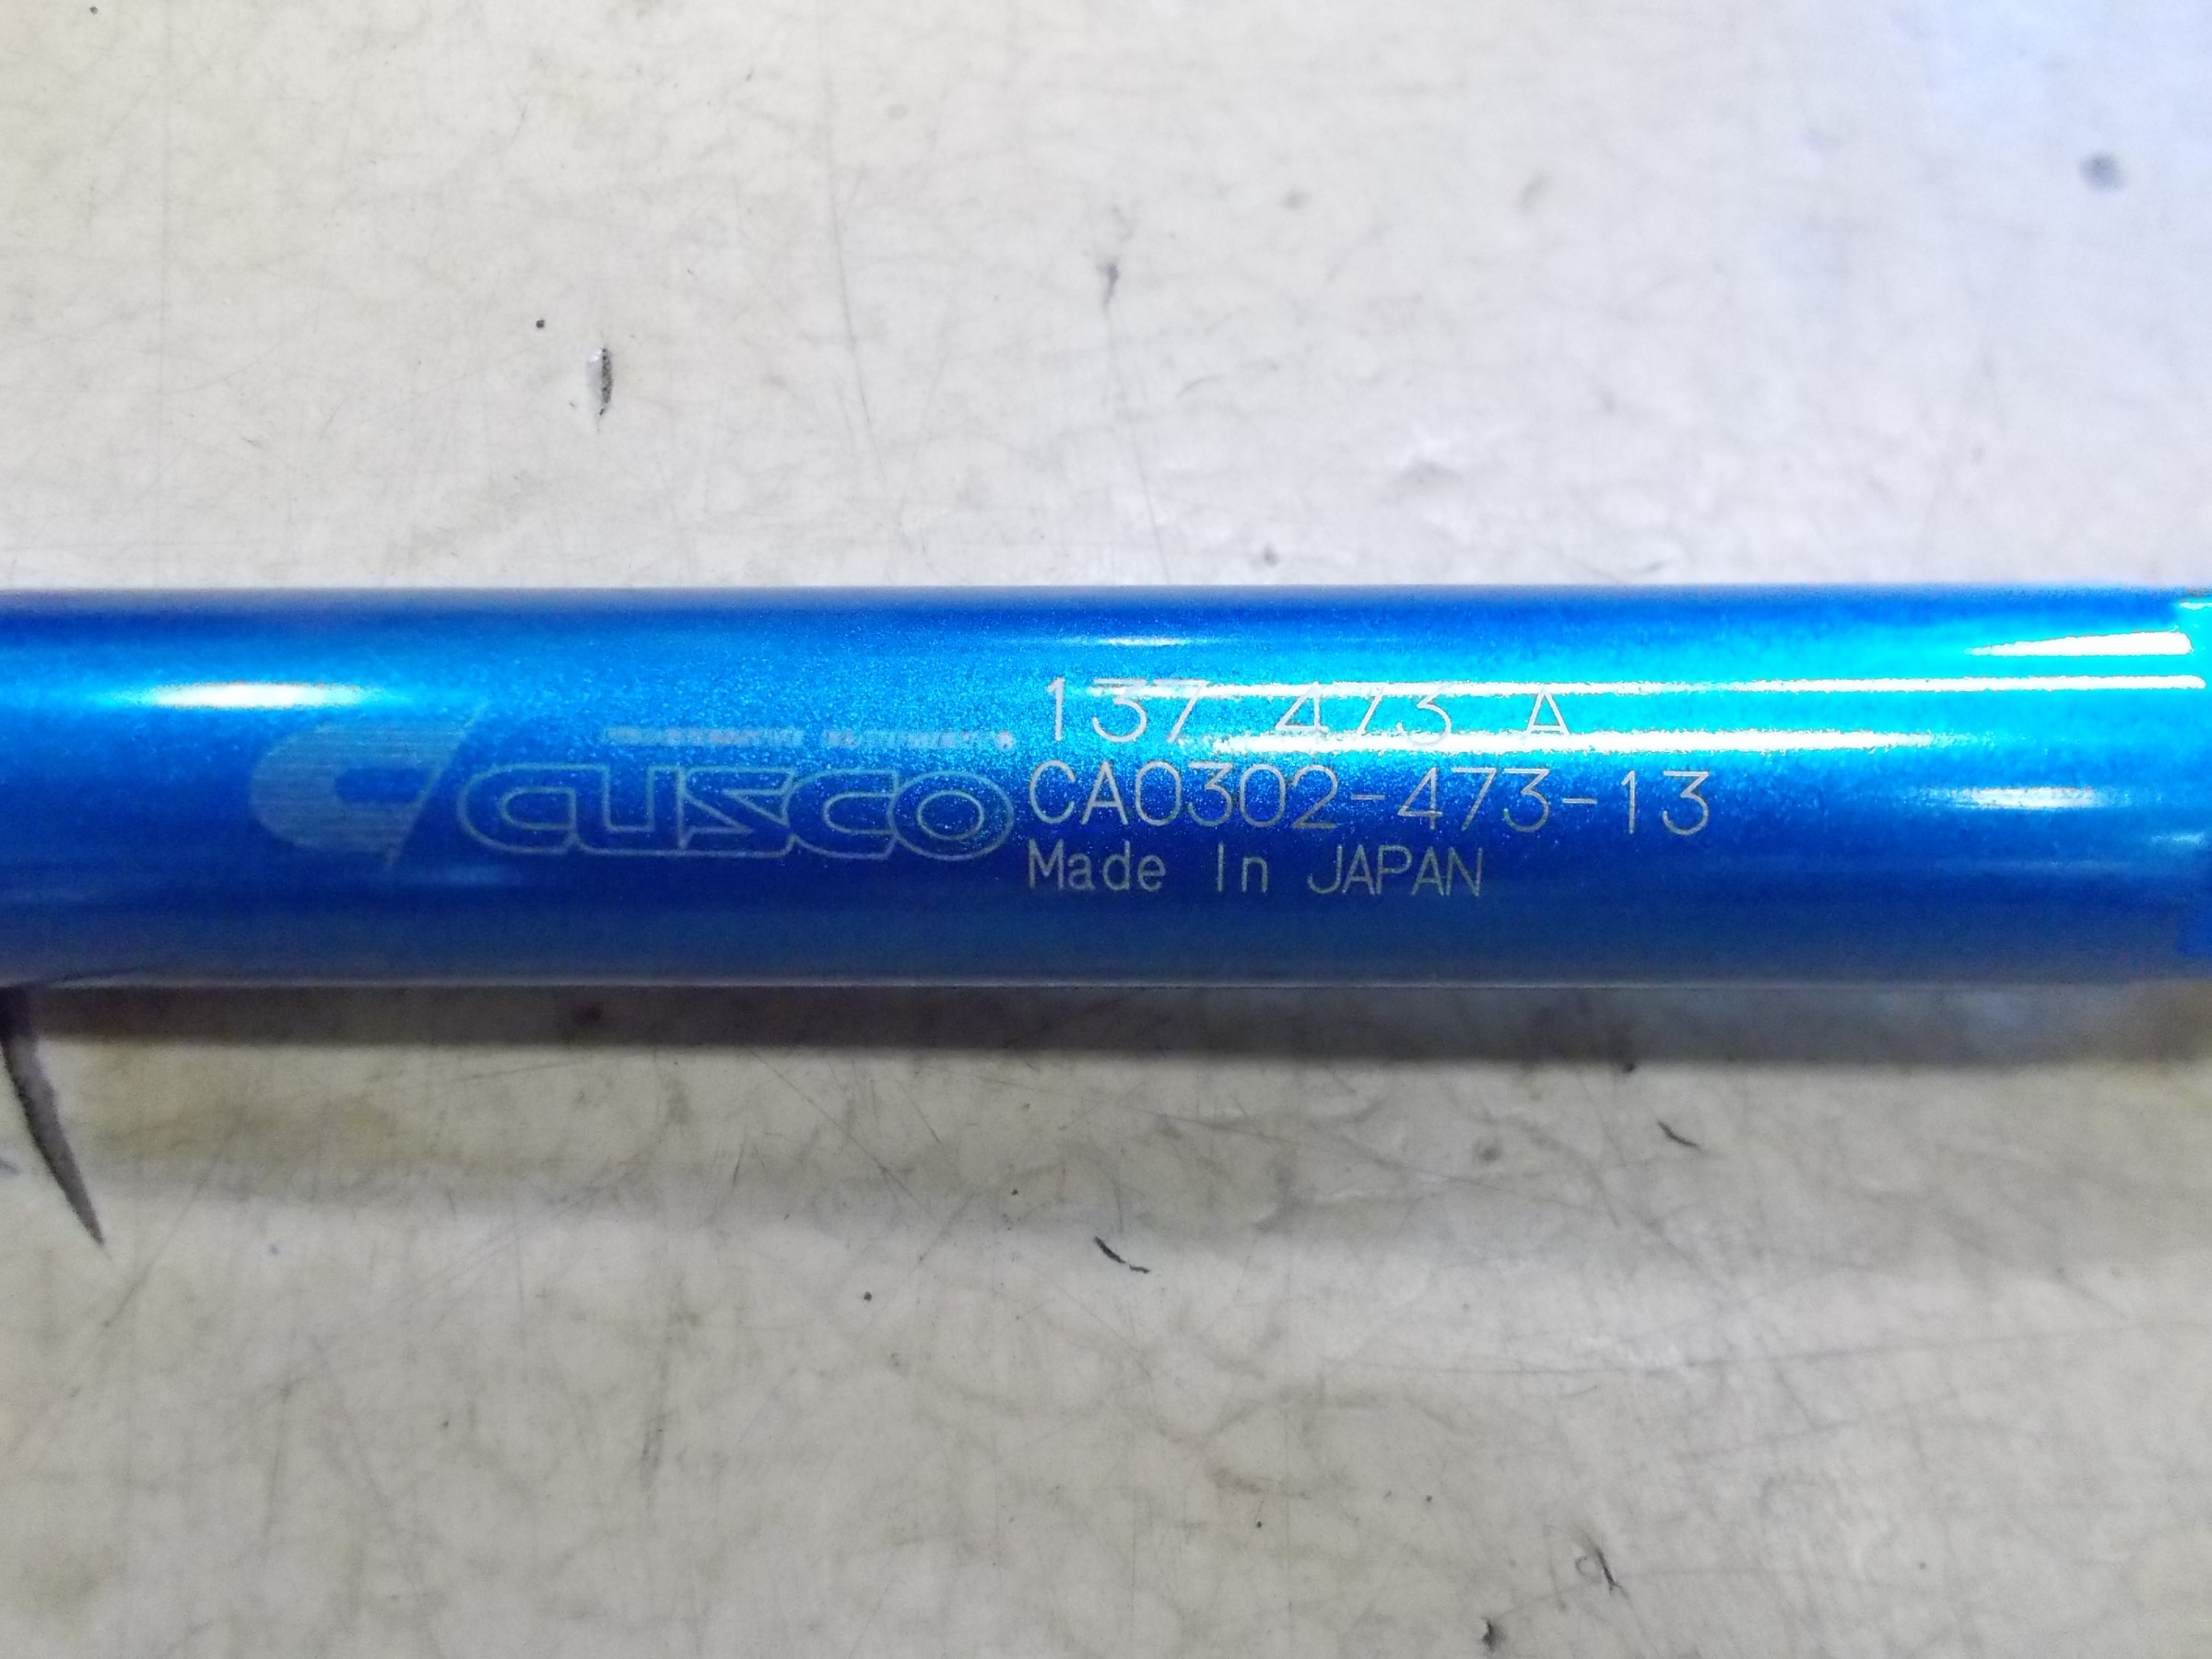 CUSCO
137 473 A
CA0302-473-13
Made In JAPAN